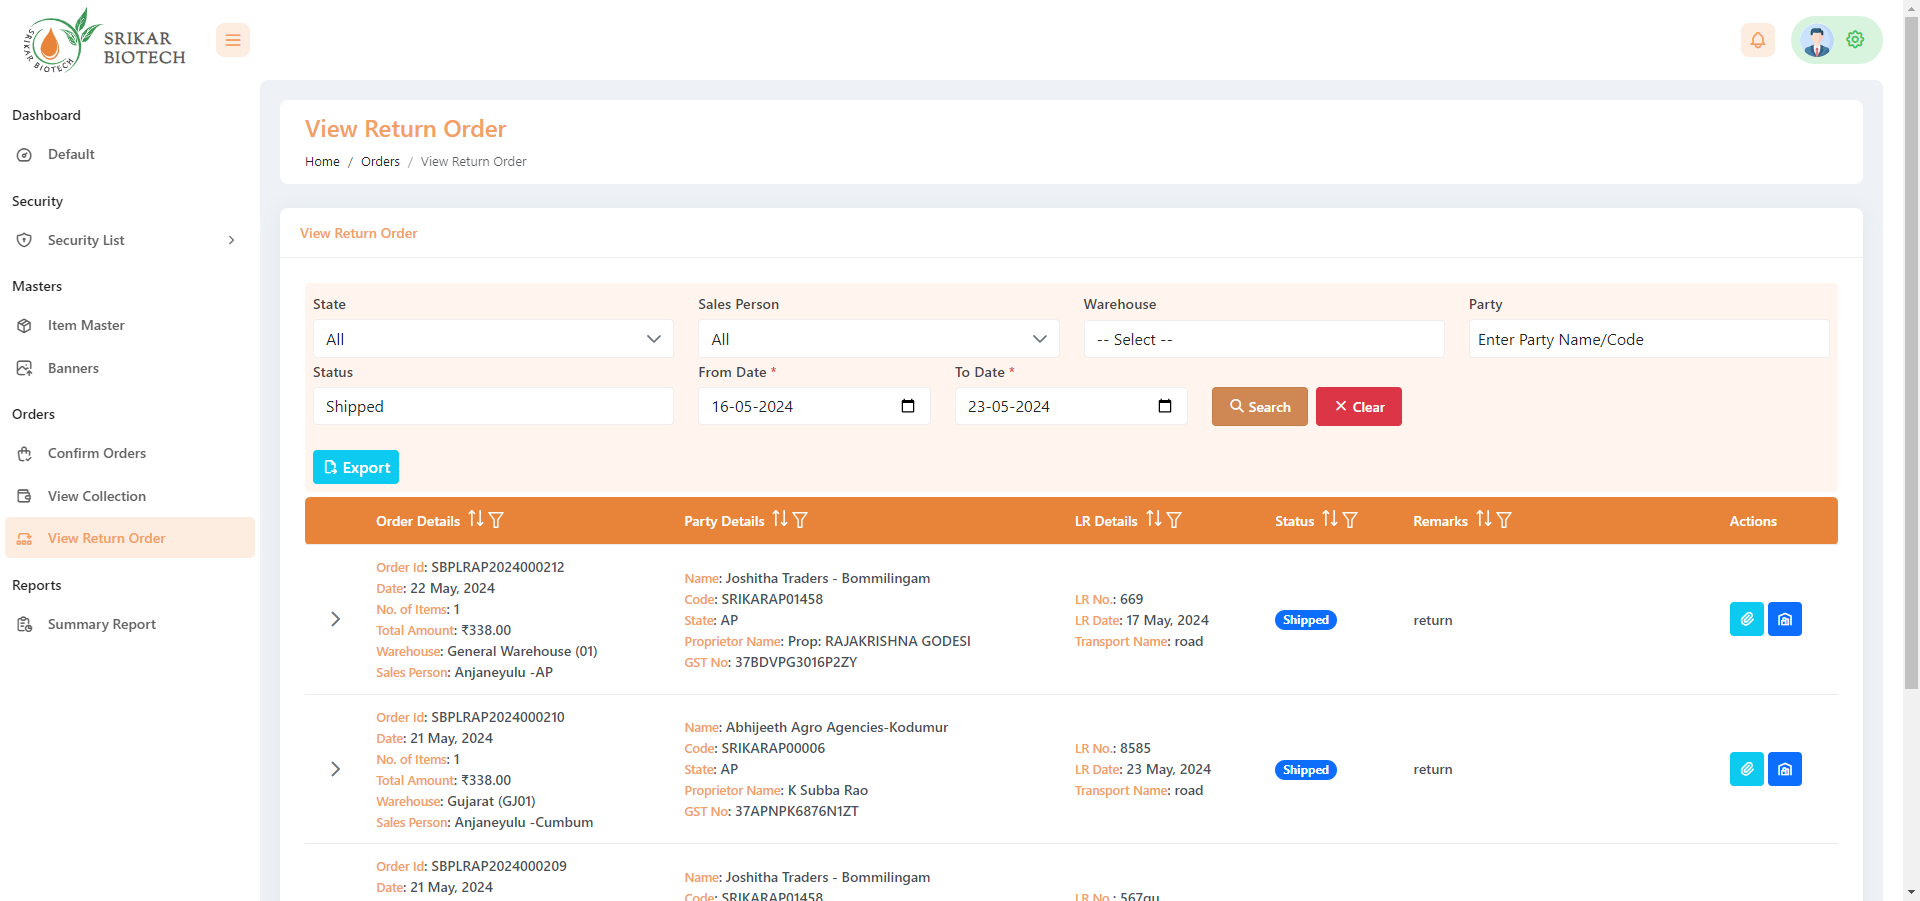 SRIKAR BIOTECH
SRIKAR
BIOTECH
Dashboard
Default
Security
Security List
Masters
Item Master
Banners
Orders
Confirm Orders
View Collection
View Return Order
Reports
Summary Report
View Return Order
Home / Orders / View Return Order
View Return Order
State
All
Sales Person
All
Warehouse
-- Select --
Party
Enter Party Name/Code
Status
Shipped
From Date *
16-05-2024
To Date *
23-05-2024
Search
Clear
Export
Order Details Party Details LR Details Status Remarks Actions
Order Id: SBPLRAP2024000212
Date: 22 May, 2024
No. of Items: 1
Total Amount: ₹338.00
Warehouse: General Warehouse (01)
Sales Person: Anjaneyulu -AP
Name: Joshitha Traders - Bommilingam
Code: SRIKARAP01458
State: AP
Proprietor Name: Prop: RAJAKRISHNA GODESI
GST No: 37BDVPG3016P2ZY
LR No.: 669
LR Date: 17 May, 2024
Transport Name: road
Shipped
return
Order Id: SBPLRAP2024000210
Date: 21 May, 2024
No. of Items: 1
Total Amount: ₹338.00
Warehouse: Gujarat (GJ01)
Sales Person: Anjaneyulu -Cumbum
Name: Abhijeeth Agro Agencies-Kodumur
Code: SRIKARAP00006
State: AP
Proprietor Name: K Subba Rao
GST No: 37APNPK6876N1ZT
LR No.: 8585
LR Date: 23 May, 2024
Transport Name: road
Shipped
return
Order Id: SBPLRAP2024000209
Date: 21 May, 2024
Name: Joshitha Traders - Bommilingam
Code: SRIKARAP01458
LR No.: 567gu